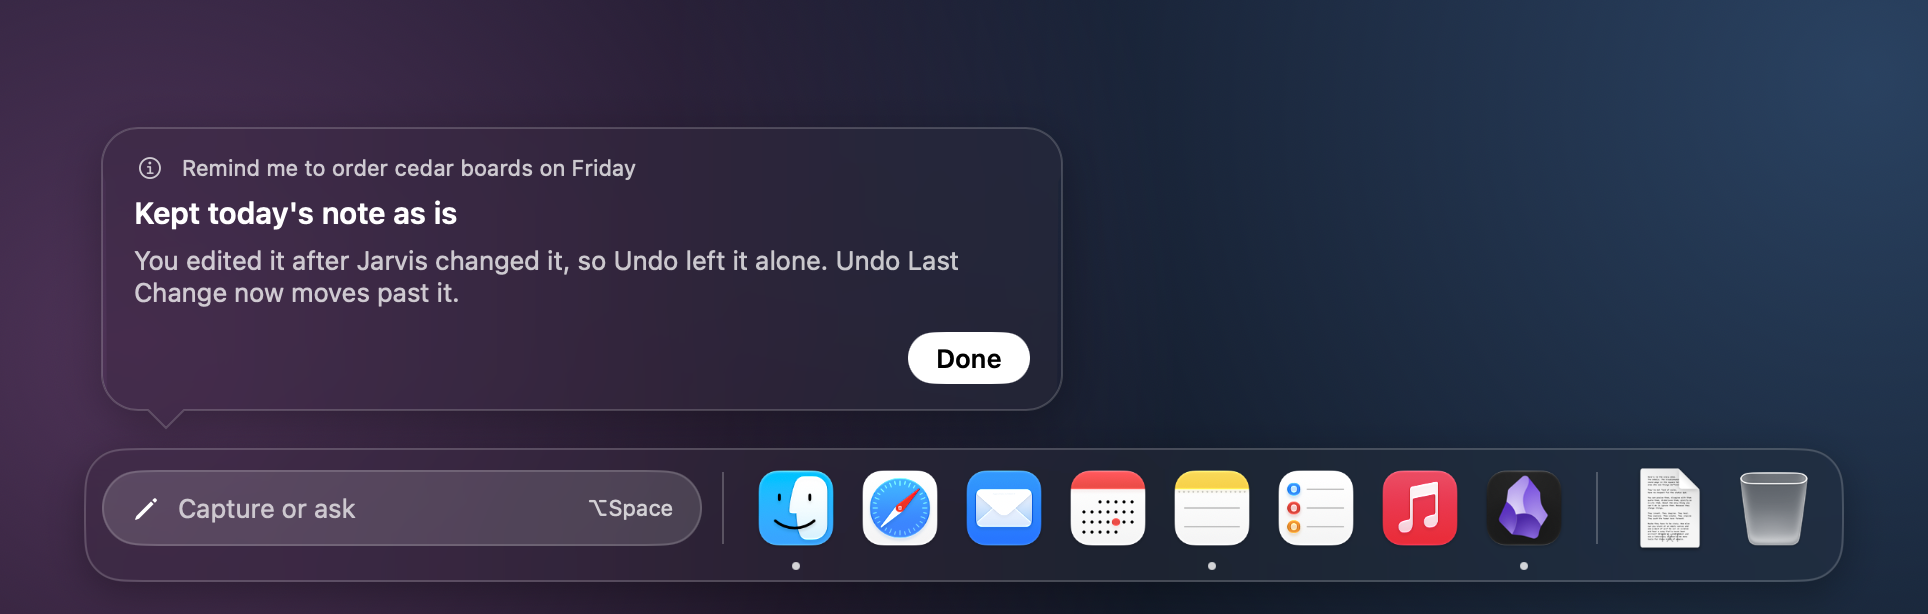 Remind me to order cedar boards on Friday
Kept today's note as is
You edited it after Jarvis changed it, so Undo left it alone. Undo Last
Change now moves past it.
Done
Capture or ask ⌥Space